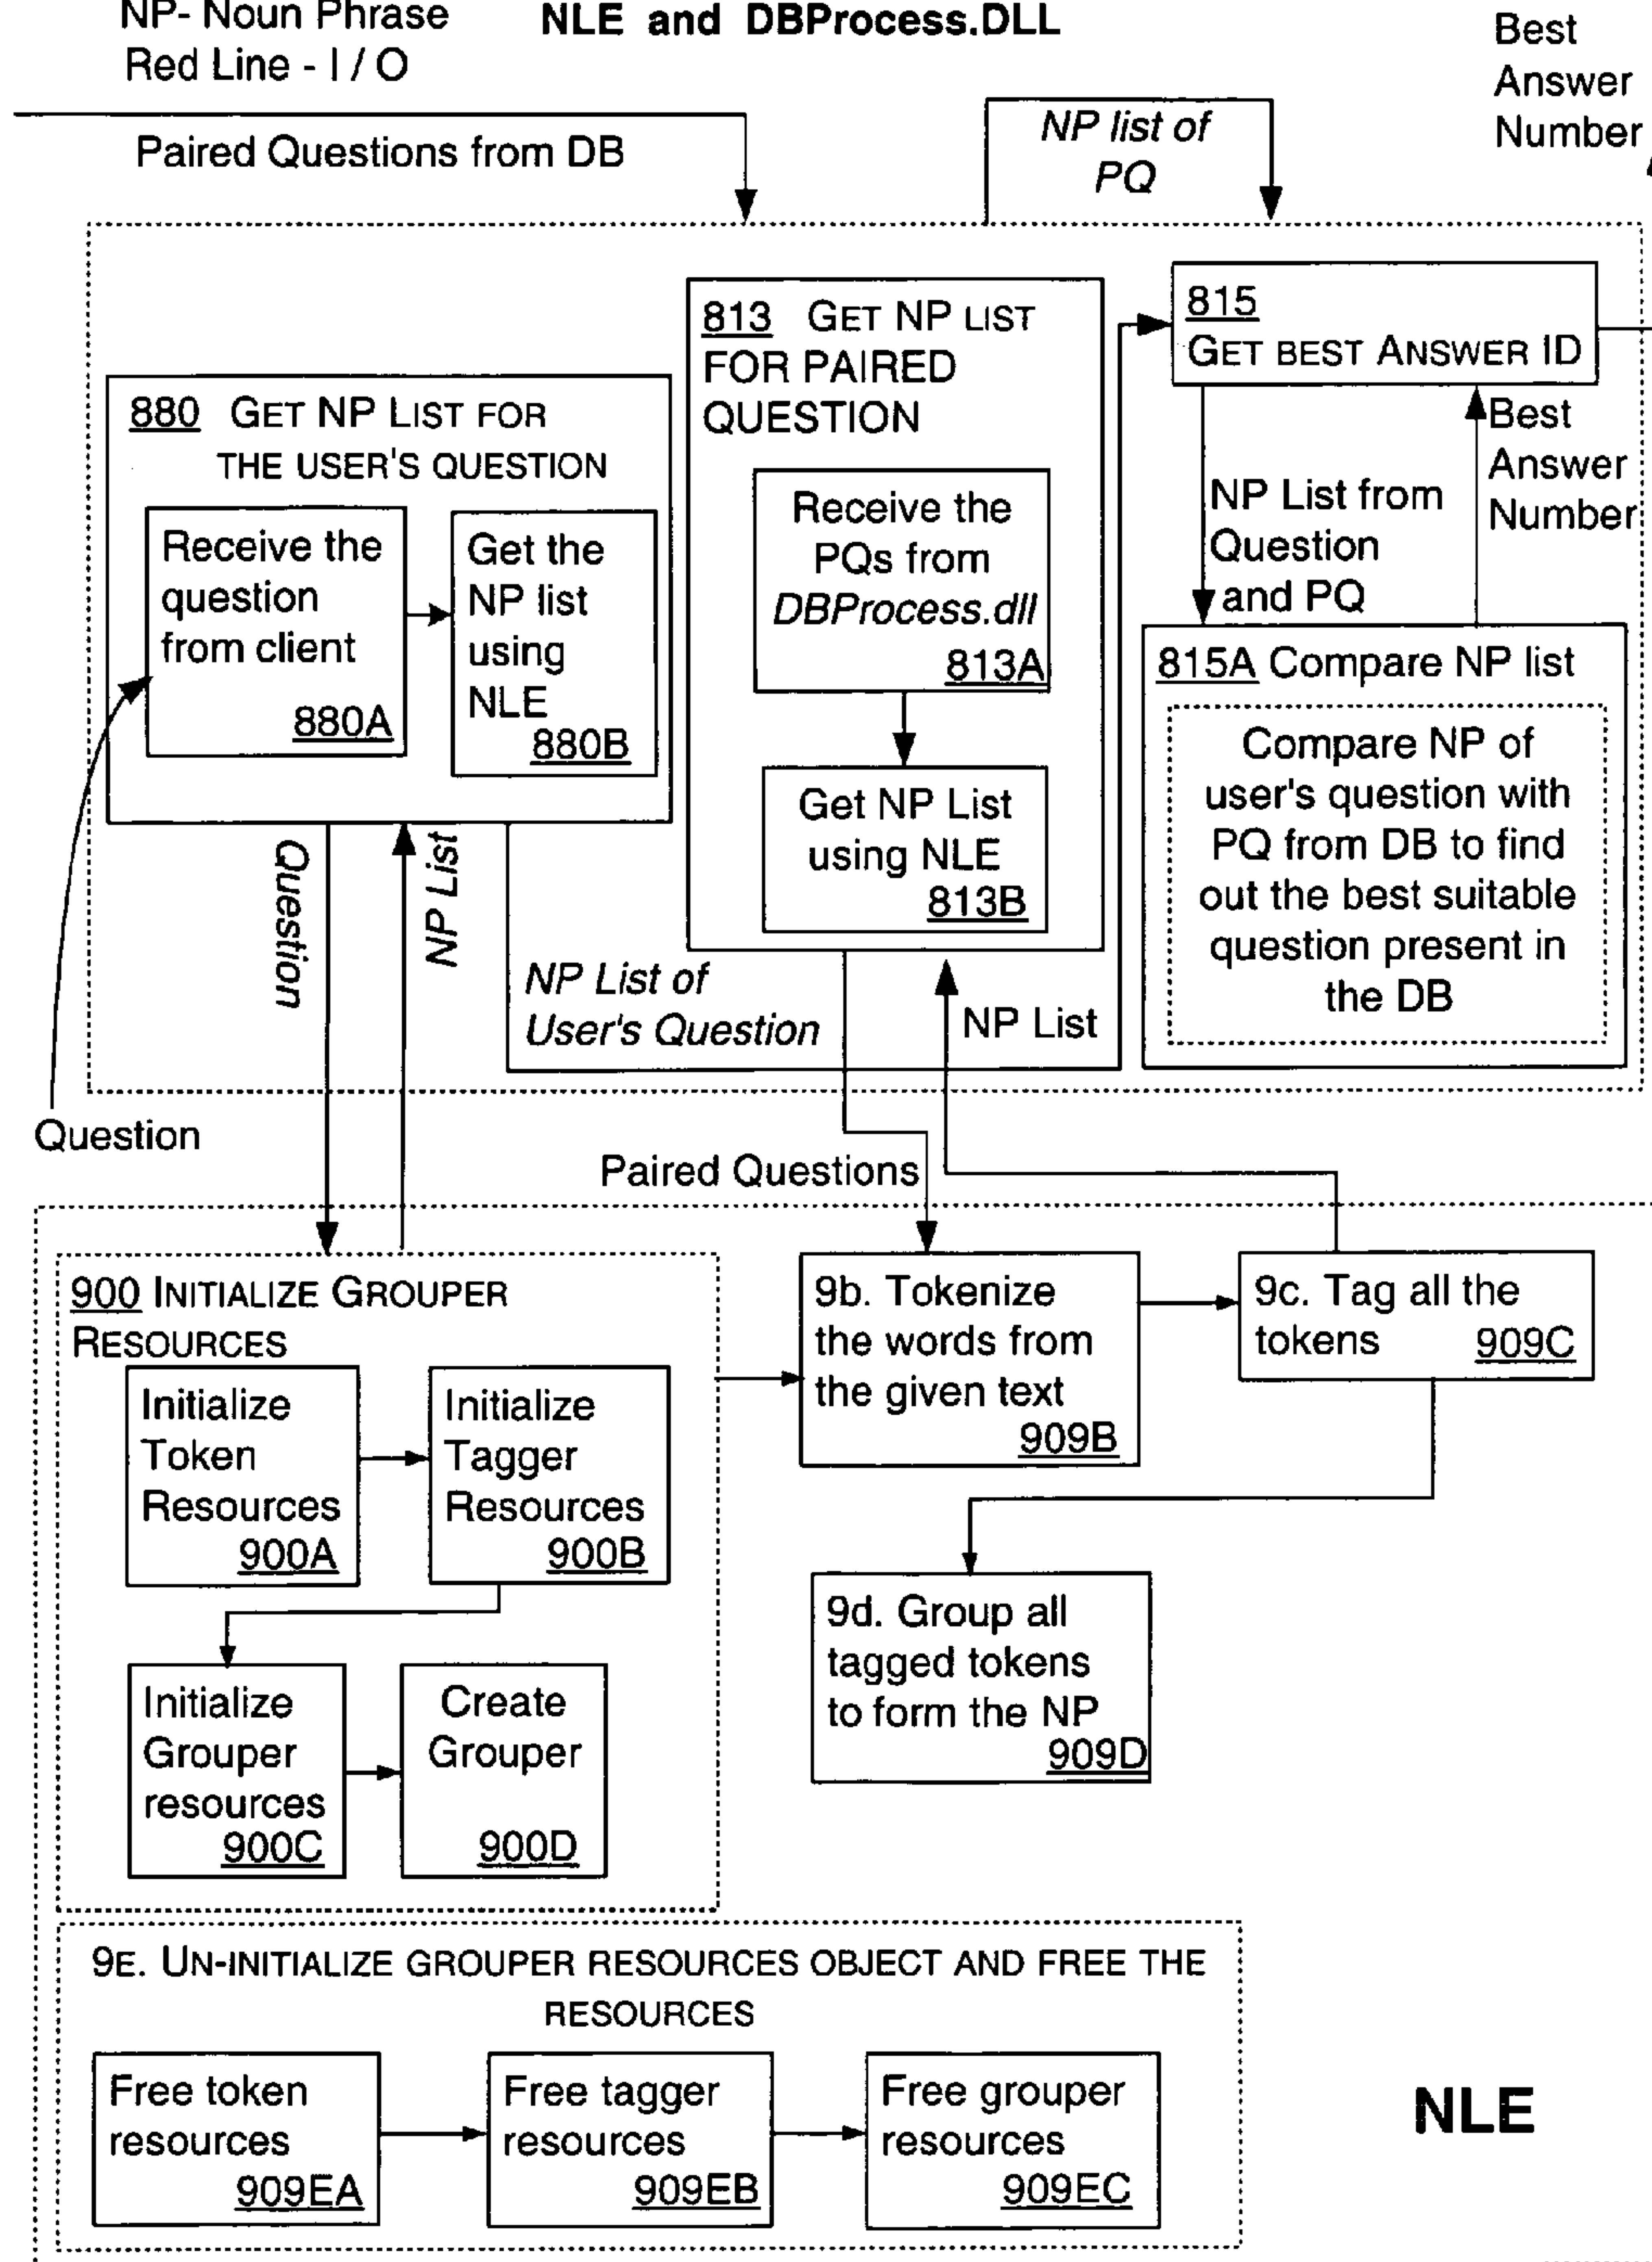 NP- Noun Phrase
Red Line - I / O
NLE and DBProcess.DLL
Best
Answer
Number
Paired Questions from DB
NP list of
PQ
880 GET NP LIST FOR
THE USER'S QUESTION
Receive the
question
from client
880A
Get the
NP list
using
NLE
880B
813 GET NP LIST
FOR PAIRED
QUESTION
Receive the
PQs from
DBProcess.dll
813A
Get NP List
using NLE
813B
815
GET BEST ANSWER ID
NP List from
Question
and PQ
Best
Answer
Number
815A Compare NP list
Compare NP of
user's question with
PQ from DB to find
out the best suitable
question present in
the DB
Question
NP List
NP List of
User's Question
NP List
Question
Paired Questions
900 INITIALIZE GROUPER
RESOURCES
Initialize
Token
Resources
900A
Initialize
Tagger
Resources
900B
Initialize
Grouper
resources
900C
Create
Grouper
900D
9b. Tokenize
the words from
the given text
909B
9c. Tag all the
tokens 909C
9d. Group all
tagged tokens
to form the NP
909D
9E. UN-INITIALIZE GROUPER RESOURCES OBJECT AND FREE THE
RESOURCES
Free token
resources
909EA
Free tagger
resources
909EB
Free grouper
resources
909EC
NLE